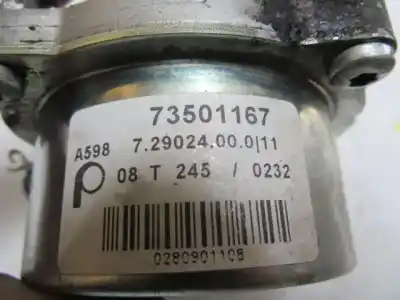 73501167
A598 7.29024.00.0|11
p 08 T 245 / 0232
0280901108